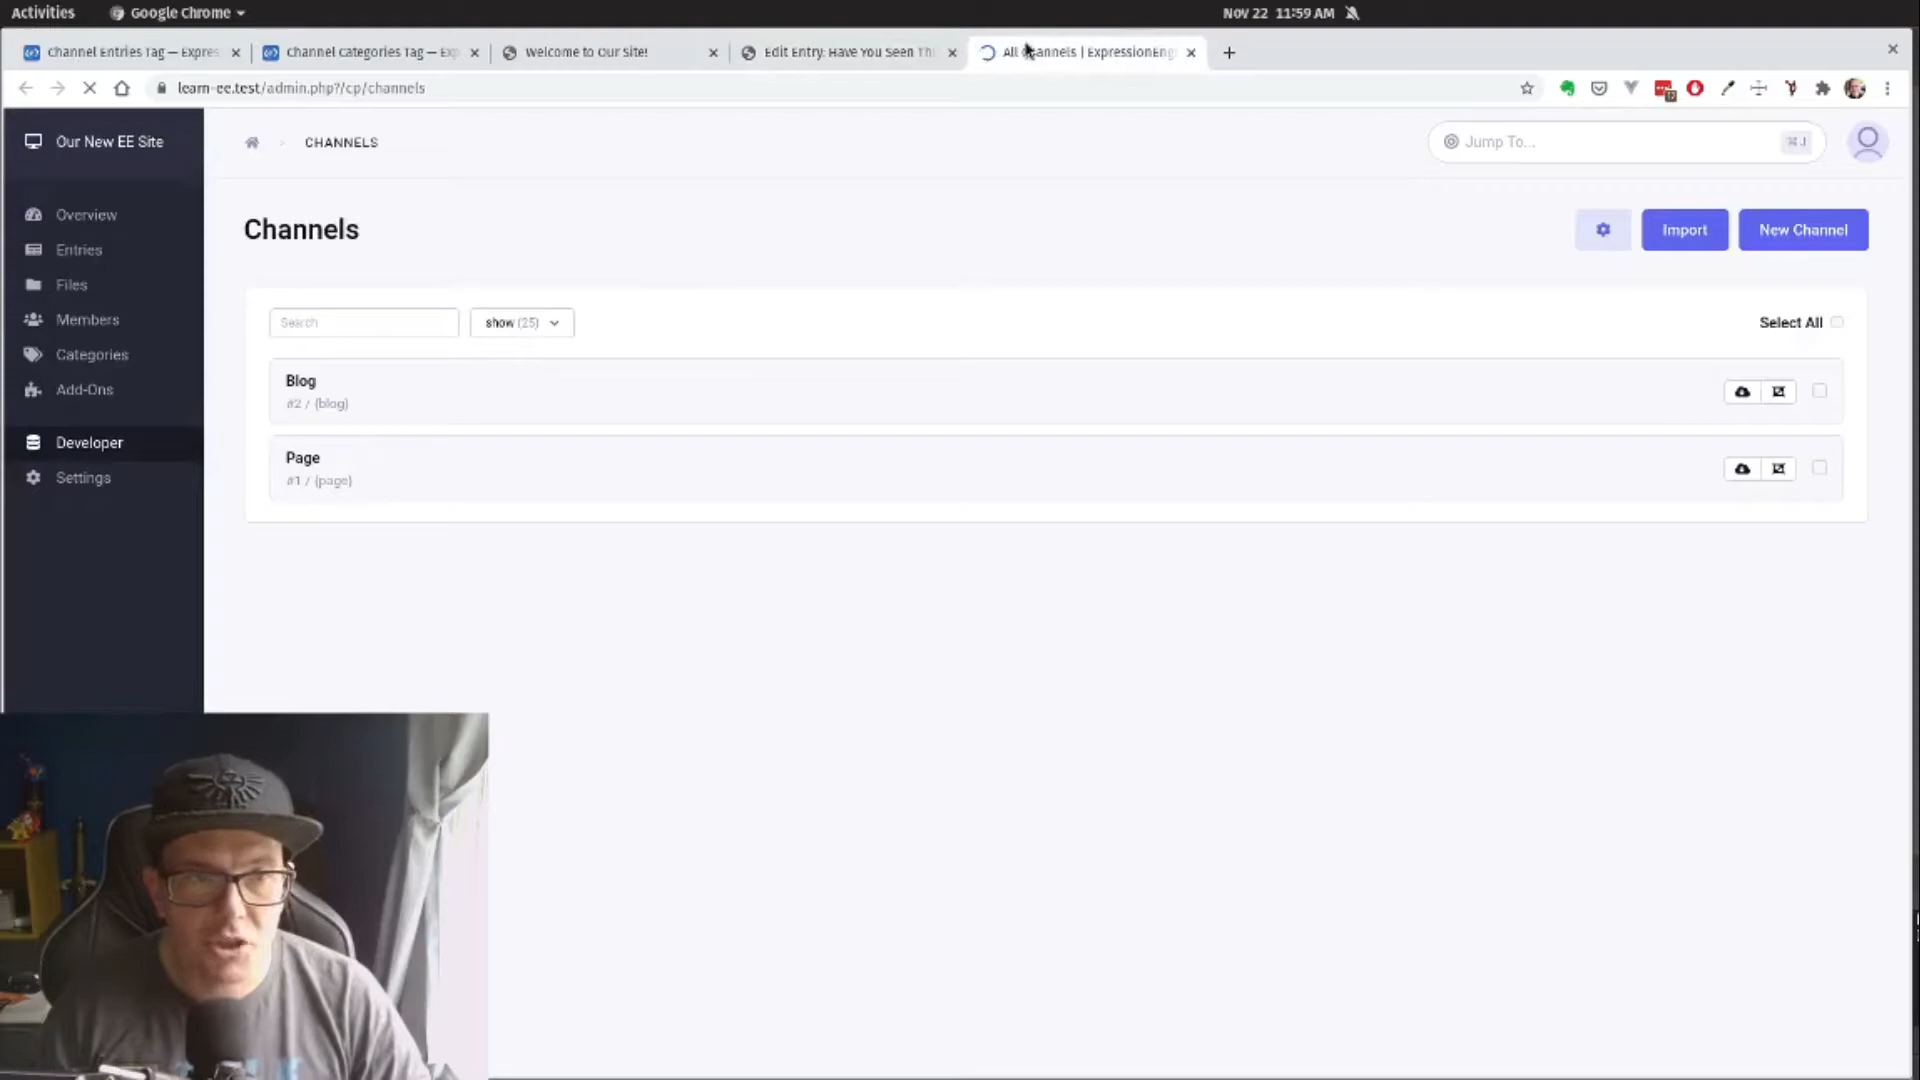 Activities
Google Chrome
Nov 22 11:59 AM
Channel Entries Tag — Expres
Channel Categories Tag — Exp
Welcome to Our Site!
Edit Entry: Have You Seen Thi
All Channels | ExpressionEng
learn-ee.test/admin.php?/cp/channels
Our New EE Site
CHANNELS
Jump To...
⌘J
Overview
Entries
Files
Members
Categories
Add-Ons
Developer
Settings
Channels
Import
New Channel
Search
show (25)
Select All
Blog
#2 / {blog}
Page
#1 / {page}